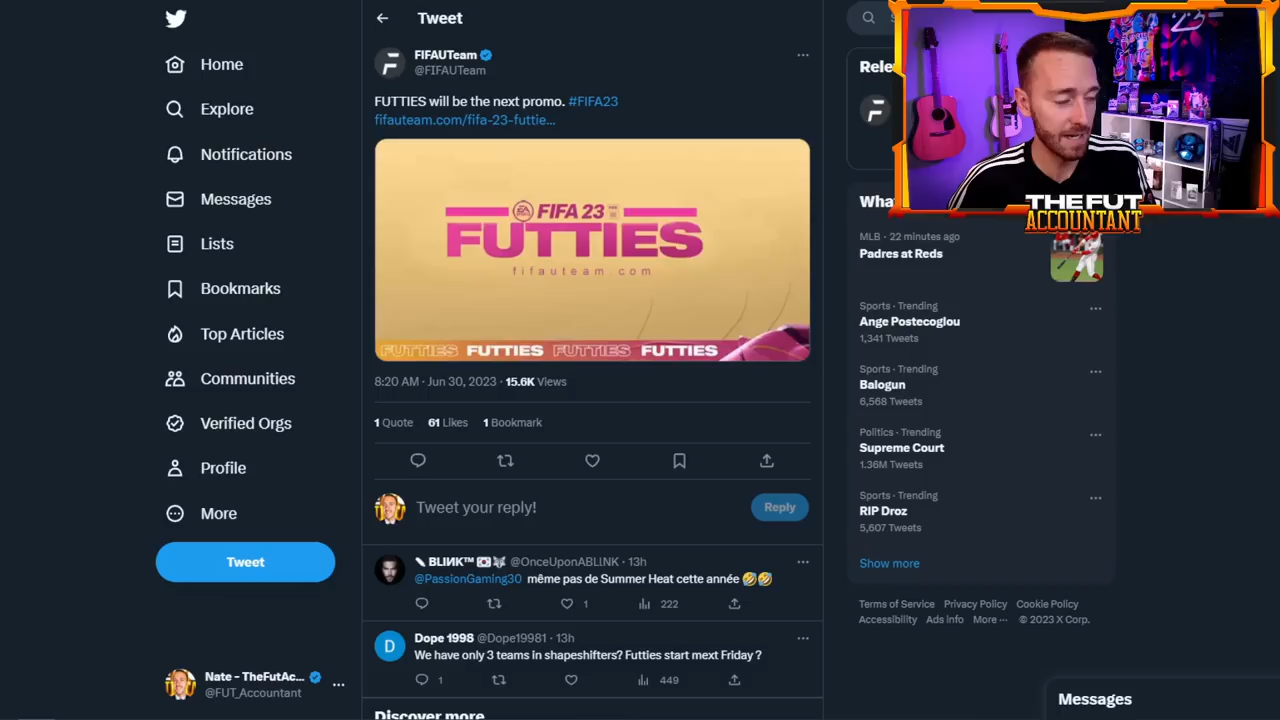 Tweet
Home
Explore
Notifications
Messages
Lists
Bookmarks
Top Articles
Communities
Verified Orgs
Profile
More
Tweet
Nate - TheFutAc...
@FUT_Accountant
FIFAUTeam
@FIFAUTeam
FUTTIES will be the next promo. #FIFA23
fifauteam.com/fifa-23-futtie...
FIFA 23
FUTTIES
fifauteam.com
FUTTIES FUTTIES FUTTIES FUTTIES
8:20 AM · Jun 30, 2023 · 15.6K Views
1 Quote 61 Likes 1 Bookmark
Tweet your reply!
Reply
BLIИK™ @OnceUponABLINK · 13h
@PassionGaming30 même pas de Summer Heat cette année 🤣🤣
1 222
D
Dope 1998 @Dope19981 · 13h
We have only 3 teams in shapeshifters? Futties start mext Friday ?
1 449
Discover more
THE FUT
ACCOUNTANT
MLB · 22 minutes ago
Padres at Reds
Sports · Trending
Ange Postecoglou
1,341 Tweets
Sports · Trending
Balogun
6,568 Tweets
Politics · Trending
Supreme Court
1.36M Tweets
Sports · Trending
RIP Droz
5,607 Tweets
Show more
Terms of Service Privacy Policy Cookie Policy
Accessibility Ads info More ··· © 2023 X Corp.
Messages